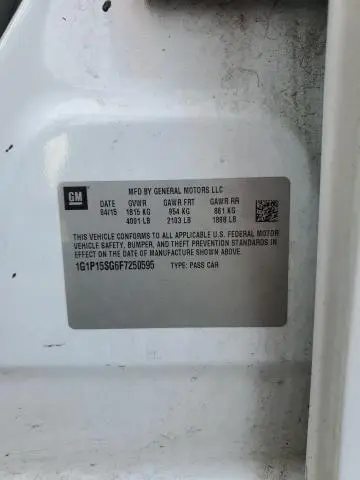 GM
MFD BY GENERAL MOTORS LLC
DATE GVWR GAWR FRT GAWR RR
04/15 1815 KG 954 KG 861 KG
4001 LB 2103 LB 1898 LB
THIS VEHICLE CONFORMS TO ALL APPLICABLE U.S. FEDERAL MOTOR
VEHICLE SAFETY, BUMPER, AND THEFT PREVENTION STANDARDS IN
EFFECT ON THE DATE OF MANUFACTURE SHOWN ABOVE.
1G1P15SG6F7250595 TYPE: PASS CAR